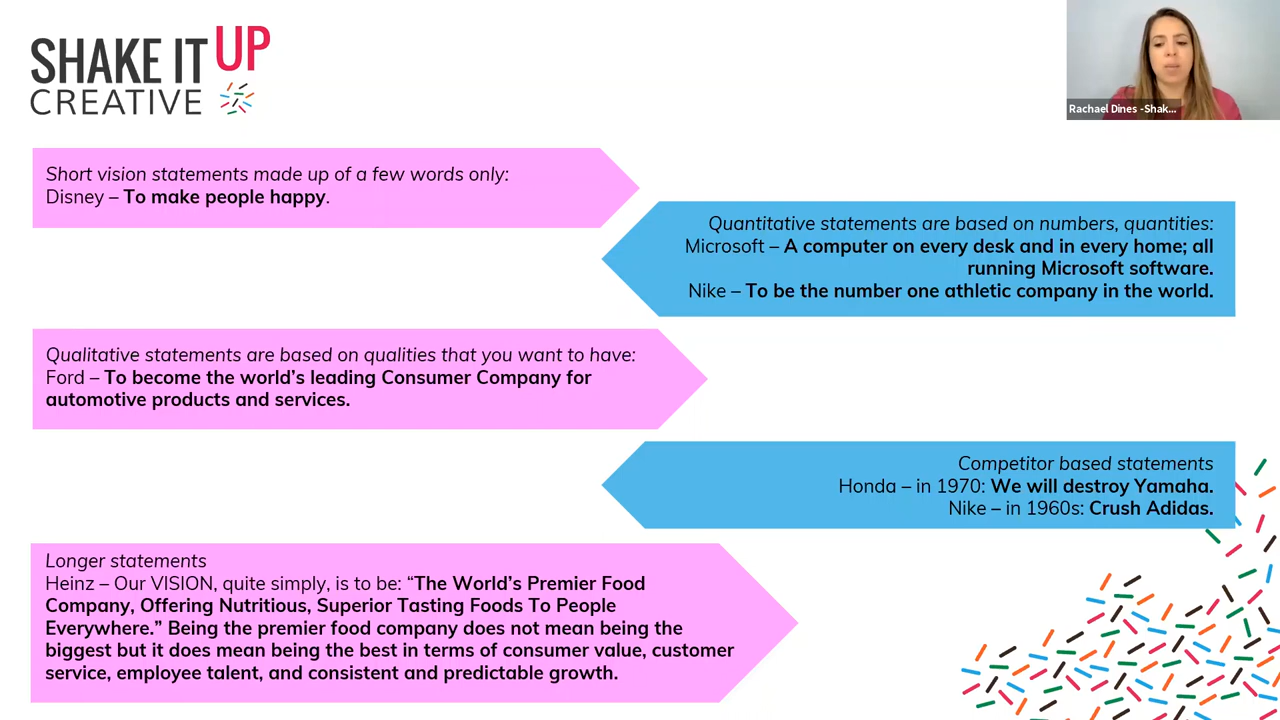 SHAKE IT UP
CREATIVE
Rachael Dines -Shak...
Short vision statements made up of a few words only:
Disney – To make people happy.
Quantitative statements are based on numbers, quantities:
Microsoft – A computer on every desk and in every home; all
running Microsoft software.
Nike – To be the number one athletic company in the world.
Qualitative statements are based on qualities that you want to have:
Ford – To become the world's leading Consumer Company for
automotive products and services.
Competitor based statements
Honda – in 1970: We will destroy Yamaha.
Nike – in 1960s: Crush Adidas.
Longer statements
Heinz – Our VISION, quite simply, is to be: “The World's Premier Food
Company, Offering Nutritious, Superior Tasting Foods To People
Everywhere.” Being the premier food company does not mean being the
biggest but it does mean being the best in terms of consumer value, customer
service, employee talent, and consistent and predictable growth.